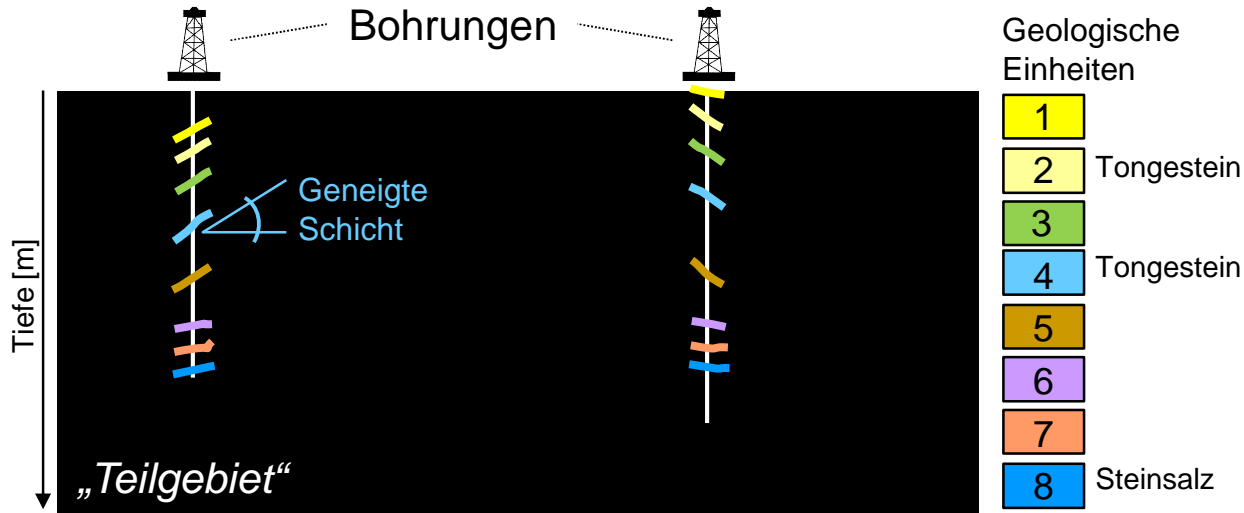 Bohrungen
Geologische
Einheiten
1
2 Tongestein
3
4 Tongestein
5
6
7
8 Steinsalz
Geneigte
Schicht
Tiefe [m]
„Teilgebiet“